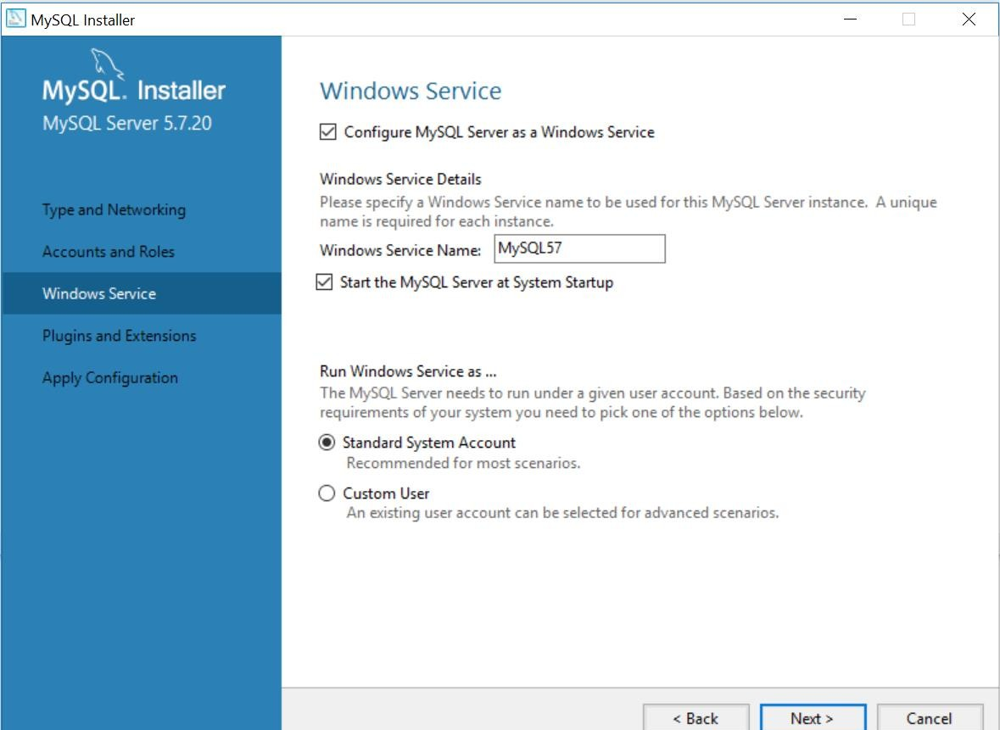 MySQL Installer
MySQL. Installer
MySQL Server 5.7.20
Type and Networking
Accounts and Roles
Windows Service
Plugins and Extensions
Apply Configuration
Windows Service
Configure MySQL Server as a Windows Service
Windows Service Details
Please specify a Windows Service name to be used for this MySQL Server instance. A unique
name is required for each instance.
Windows Service Name: MySQL57
Start the MySQL Server at System Startup
Run Windows Service as ...
The MySQL Server needs to run under a given user account. Based on the security
requirements of your system you need to pick one of the options below.
Standard System Account
Recommended for most scenarios.
Custom User
An existing user account can be selected for advanced scenarios.
< Back Next > Cancel